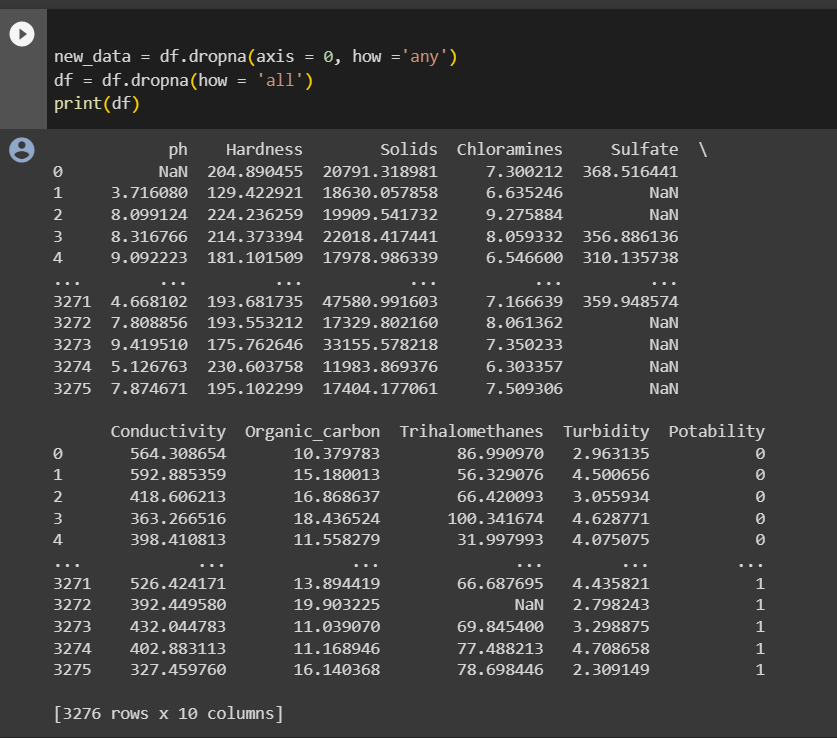 new_data = df.dropna(axis = 0, how ='any')
df = df.dropna(how = 'all')
print(df)
ph Hardness Solids Chloramines Sulfate \
0 NaN 204.890455 20791.318981 7.300212 368.516441
1 3.716080 129.422921 18630.057858 6.635246 NaN
2 8.099124 224.236259 19909.541732 9.275884 NaN
3 8.316766 214.373394 22018.417441 8.059332 356.886136
4 9.092223 181.101509 17978.986339 6.546600 310.135738
... ... ... ... ... ...
3271 4.668102 193.681735 47580.991603 7.166639 359.948574
3272 7.808856 193.553212 17329.802160 8.061362 NaN
3273 9.419510 175.762646 33155.578218 7.350233 NaN
3274 5.126763 230.603758 11983.869376 6.303357 NaN
3275 7.874671 195.102299 17404.177061 7.509306 NaN
Conductivity Organic_carbon Trihalomethanes Turbidity Potability
0 564.308654 10.379783 86.990970 2.963135 0
1 592.885359 15.180013 56.329076 4.500656 0
2 418.606213 16.868637 66.420093 3.055934 0
3 363.266516 18.436524 100.341674 4.628771 0
4 398.410813 11.558279 31.997993 4.075075 0
... ... ... ... ... ...
3271 526.424171 13.894419 66.687695 4.435821 1
3272 392.449580 19.903225 NaN 2.798243 1
3273 432.044783 11.039070 69.845400 3.298875 1
3274 402.883113 11.168946 77.488213 4.708658 1
3275 327.459760 16.140368 78.698446 2.309149 1
[3276 rows x 10 columns]